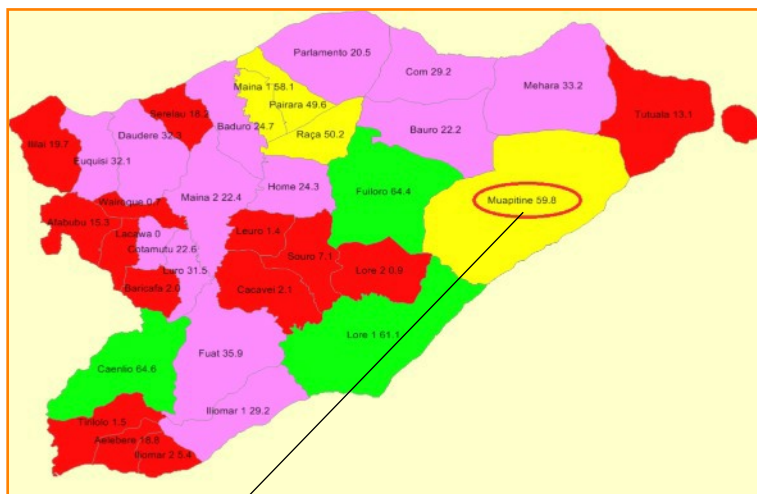 Parlamento 20.5
Com 29.2
Mehara 33.2
Maina 1 58.1
Pairara 49.6
Serelau 18.2
Tutuala 13.1
Baduro 24.7
Raça 50.2
Bauro 22.2
Daudere 32.3
Illai 19.7
Euquisi 32.1
Home 24.3
Fuiloro 64.4
Maina 2 22.4
Muapitine 59.8
Wairoque 0.7
Afabubu 15.3
Lacawa 0
Leuro 1.4
Cotamutu 22.6
Souro 7.1
Luro 31.5
Lore 2 0.9
Baricafa 2.0
Cacavei 2.1
Lore 1 61.1
Fuat 35.9
Caenlio 64.6
Iliomar 1 29.2
Tirilolo 1.5
Aelebere 18.8
Iliomar 2 5.4